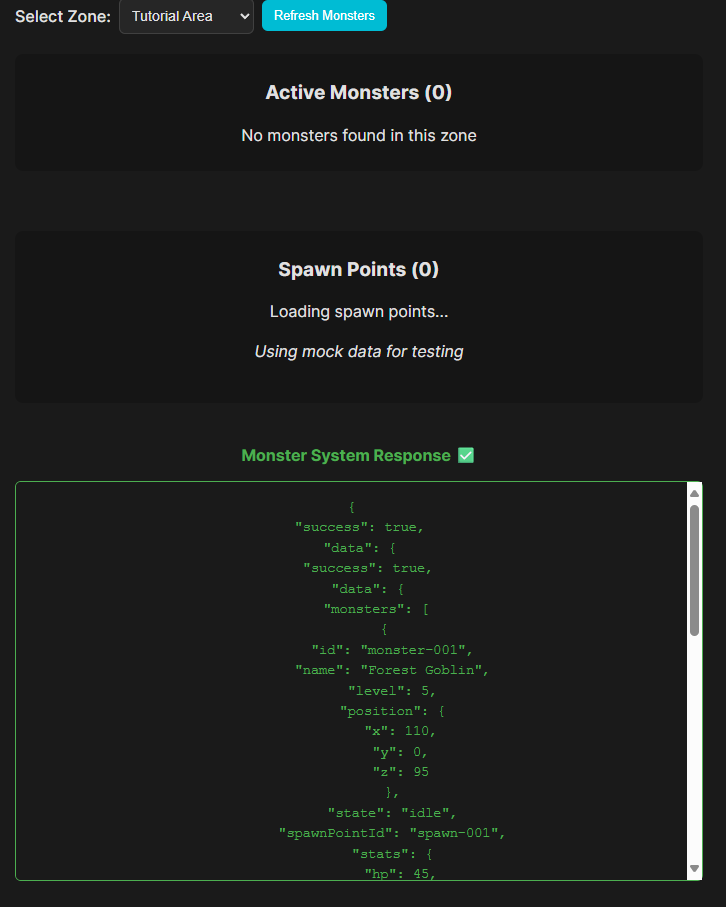 Select Zone: Tutorial Area Refresh Monsters
Active Monsters (0)
No monsters found in this zone
Spawn Points (0)
Loading spawn points...
Using mock data for testing
Monster System Response ✅
{
"success": true,
"data": {
"success": true,
"data": {
"monsters": [
{
"id": "monster-001",
"name": "Forest Goblin",
"level": 5,
"position": {
"x": 110,
"y": 0,
"z": 95
},
"state": "idle",
"spawnPointId": "spawn-001",
"stats": {
"hp": 45,